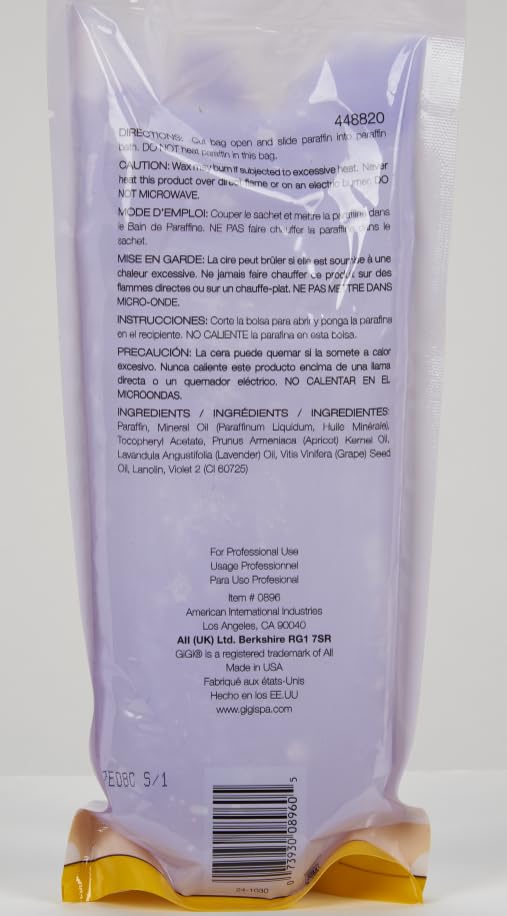 448820
DIRECTIONS: Cut bag open and slide paraffin into paraffin
bath. DO NOT heat paraffin in this bag.
CAUTION: Wax may burn if subjected to excessive heat. Never
heat this product over direct flame or on an electric burner. DO
NOT MICROWAVE.
MODE D'EMPLOI: Couper le sachet et mettre la paraffine dans
le Bain de Paraffine. NE PAS faire chauffer la paraffine dans le
sachet.
MISE EN GARDE: La cire peut brûler si elle est soumise à une
chaleur excessive. Ne jamais faire chauffer ce produit sur des
flammes directes ou sur un chauffe-plat. NE PAS METTRE DANS
MICRO-ONDE.
INSTRUCCIONES: Corte la bolsa para abrir y ponga la parafina
en el recipiente. NO CALIENTE la parafina en esta bolsa.
PRECAUCIÓN: La cera puede quemar si la somete a calor
excesivo. Nunca caliente este producto encima de una llama
directa o un quemador eléctrico. NO CALENTAR EN EL
MICROONDAS.
INGREDIENTS / INGRÉDIENTS / INGREDIENTES:
Paraffin, Mineral Oil (Paraffinum Liquidum, Huile Minérale),
Tocopheryl Acetate, Prunus Armeniaca (Apricot) Kernel Oil,
Lavandula Angustifolia (Lavender) Oil, Vitis Vinifera (Grape) Seed
Oil, Lanolin, Violet 2 (CI 60725)
For Professional Use
Usage Professionnel
Para Uso Profesional
Item # 0896
American International Industries
Los Angeles, CA 90040
AII (UK) Ltd. Berkshire RG1 7SR
GiGi® is a registered trademark of AII
Made in USA
Fabriqué aux états-Unis
Hecho en los EE.UU
www.gigispa.com
7E08C 5/1
0 73930 08960 5
24-1030